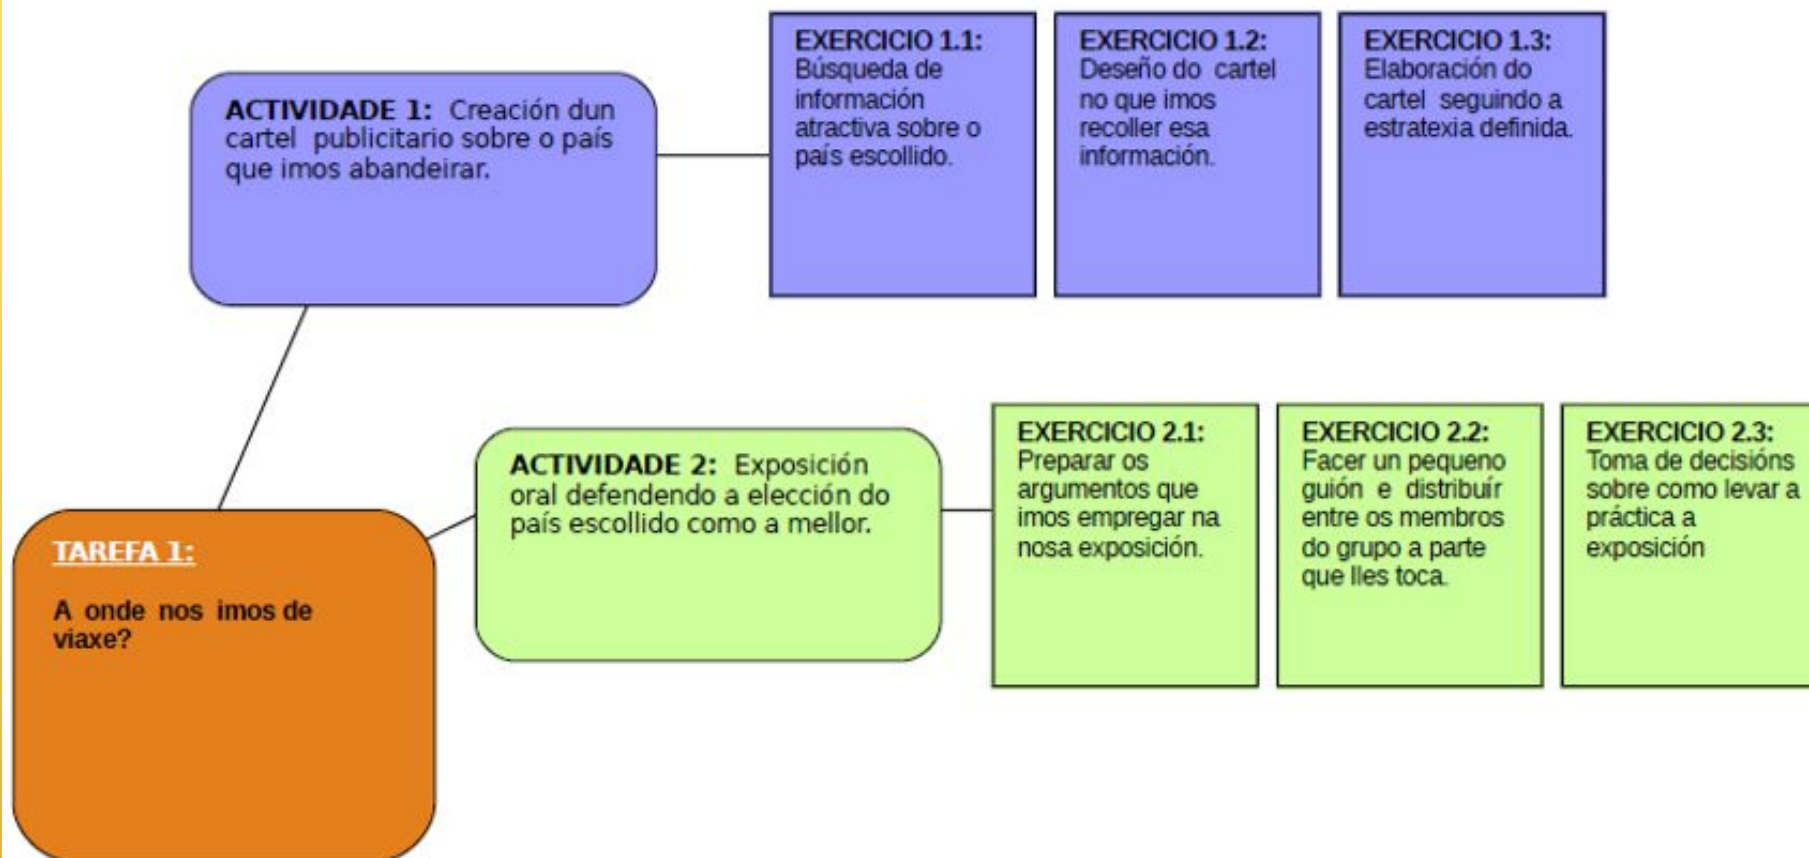 ACTIVIDADE 1: Creación dun
cartel publicitario sobre o país
que imos abandeirar.
EXERCICIO 1.1:
Búsqueda de
información
atractiva sobre o
país escollido.
EXERCICIO 1.2:
Deseño do cartel
no que imos
recoller esa
información.
EXERCICIO 1.3:
Elaboración do
cartel seguindo a
estratexia definida.
TAREFA 1:
A onde nos imos de
viaxe?
ACTIVIDADE 2: Exposición
oral defendendo a elección do
país escollido como a mellor.
EXERCICIO 2.1:
Preparar os
argumentos que
imos empregar na
nosa exposición.
EXERCICIO 2.2:
Facer un pequeno
guión e distribuír
entre os membros
do grupo a parte
que lles toca.
EXERCICIO 2.3:
Toma de decisións
sobre como levar a
práctica a
exposición